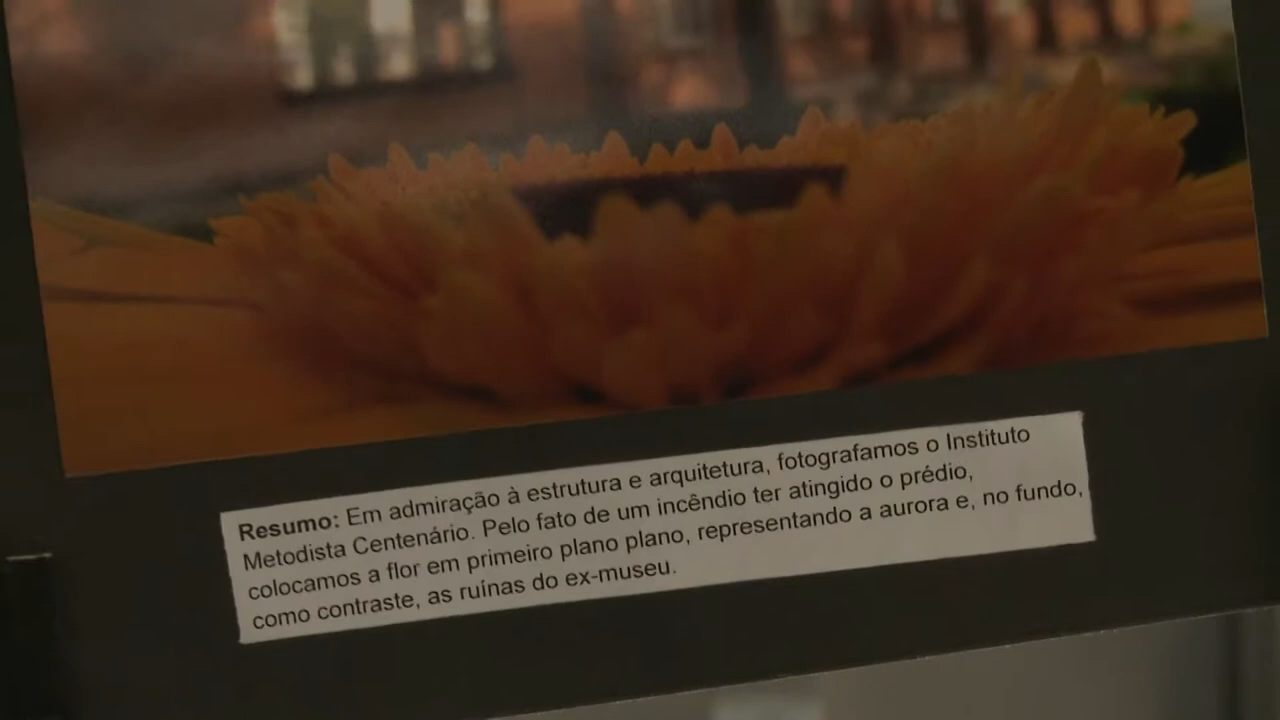 Resumo: Em admiração à estrutura e arquitetura, fotografamos o Instituto
Metodista Centenário. Pelo fato de um incêndio ter atingido o prédio,
colocamos a flor em primeiro plano plano, representando a aurora e, no fundo,
como contraste, as ruínas do ex-museu.